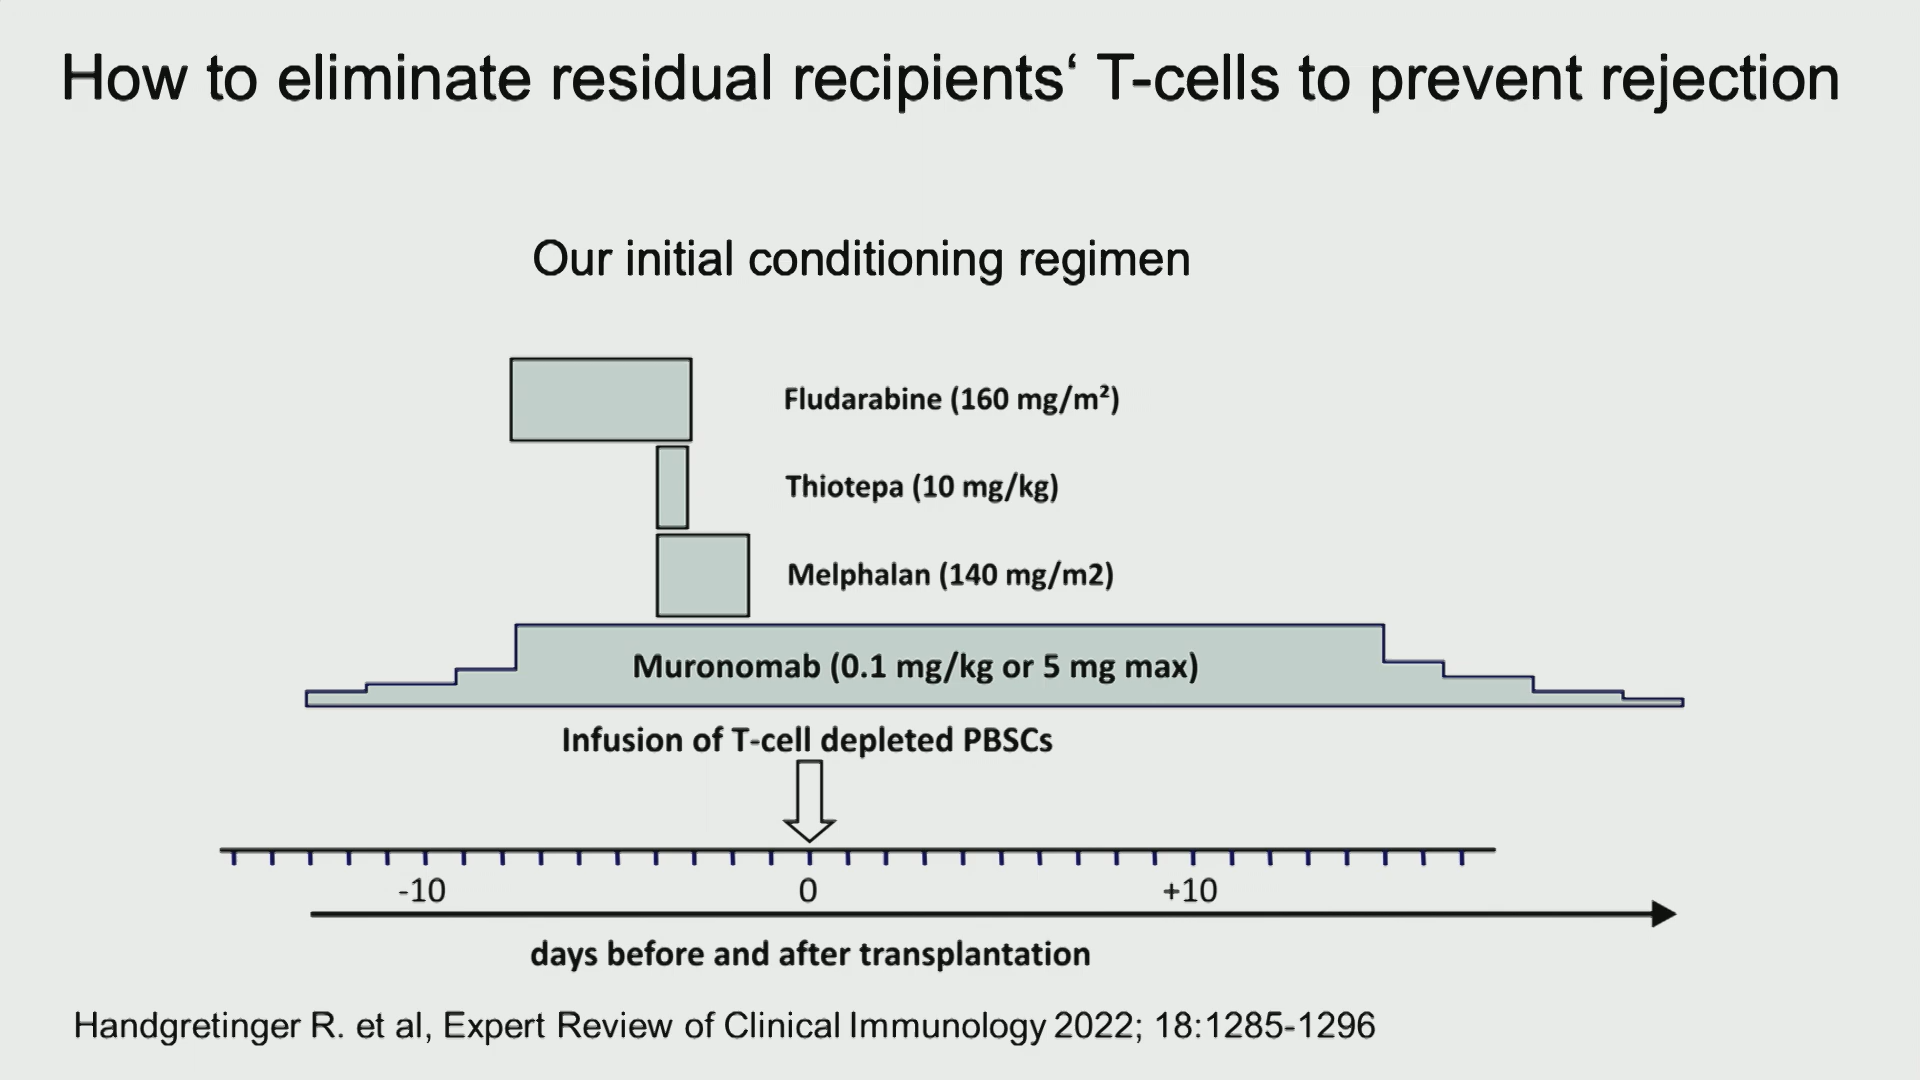 How to eliminate residual recipients‘ T-cells to prevent rejection
Our initial conditioning regimen
Fludarabine (160 mg/m²)
Thiotepa (10 mg/kg)
Melphalan (140 mg/m2)
Muronomab (0.1 mg/kg or 5 mg max)
Infusion of T-cell depleted PBSCs
-10 0 +10
days before and after transplantation
Handgretinger R. et al, Expert Review of Clinical Immunology 2022; 18:1285-1296